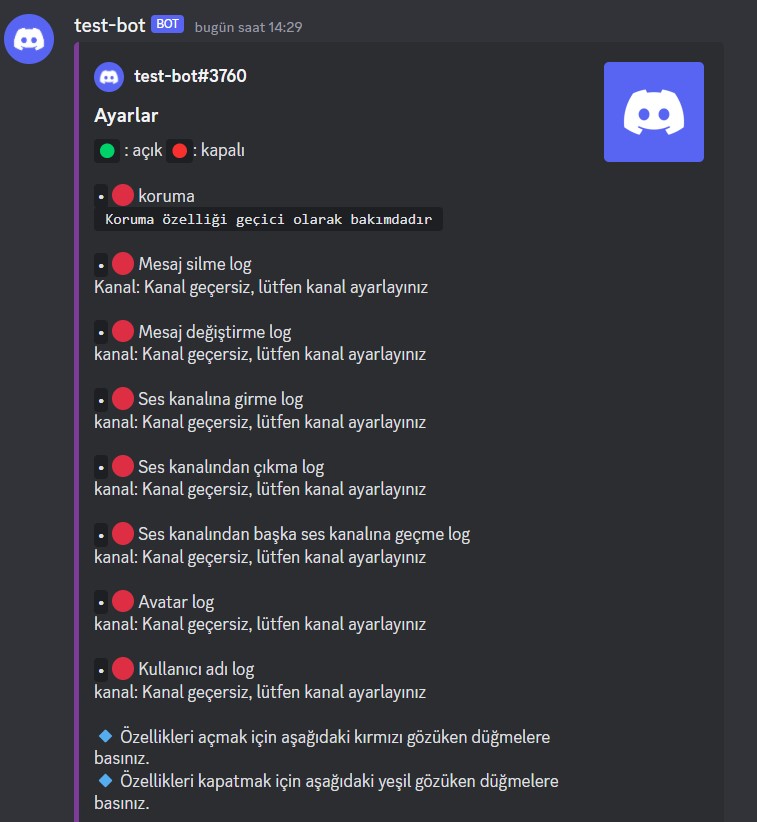 test-bot BOT bugün saat 14:29
test-bot#3760
Ayarlar
: açık : kapalı
• koruma
Koruma özelliği geçici olarak bakımdadır
• Mesaj silme log
Kanal: Kanal geçersiz, lütfen kanal ayarlayınız
• Mesaj değiştirme log
kanal: Kanal geçersiz, lütfen kanal ayarlayınız
• Ses kanalına girme log
kanal: Kanal geçersiz, lütfen kanal ayarlayınız
• Ses kanalından çıkma log
kanal: Kanal geçersiz, lütfen kanal ayarlayınız
• Ses kanalından başka ses kanalına geçme log
kanal: Kanal geçersiz, lütfen kanal ayarlayınız
• Avatar log
kanal: Kanal geçersiz, lütfen kanal ayarlayınız
• Kullanıcı adı log
kanal: Kanal geçersiz, lütfen kanal ayarlayınız
Özellikleri açmak için aşağıdaki kırmızı gözüken düğmelere
basınız.
Özellikleri kapatmak için aşağıdaki yeşil gözüken düğmelere
basınız.